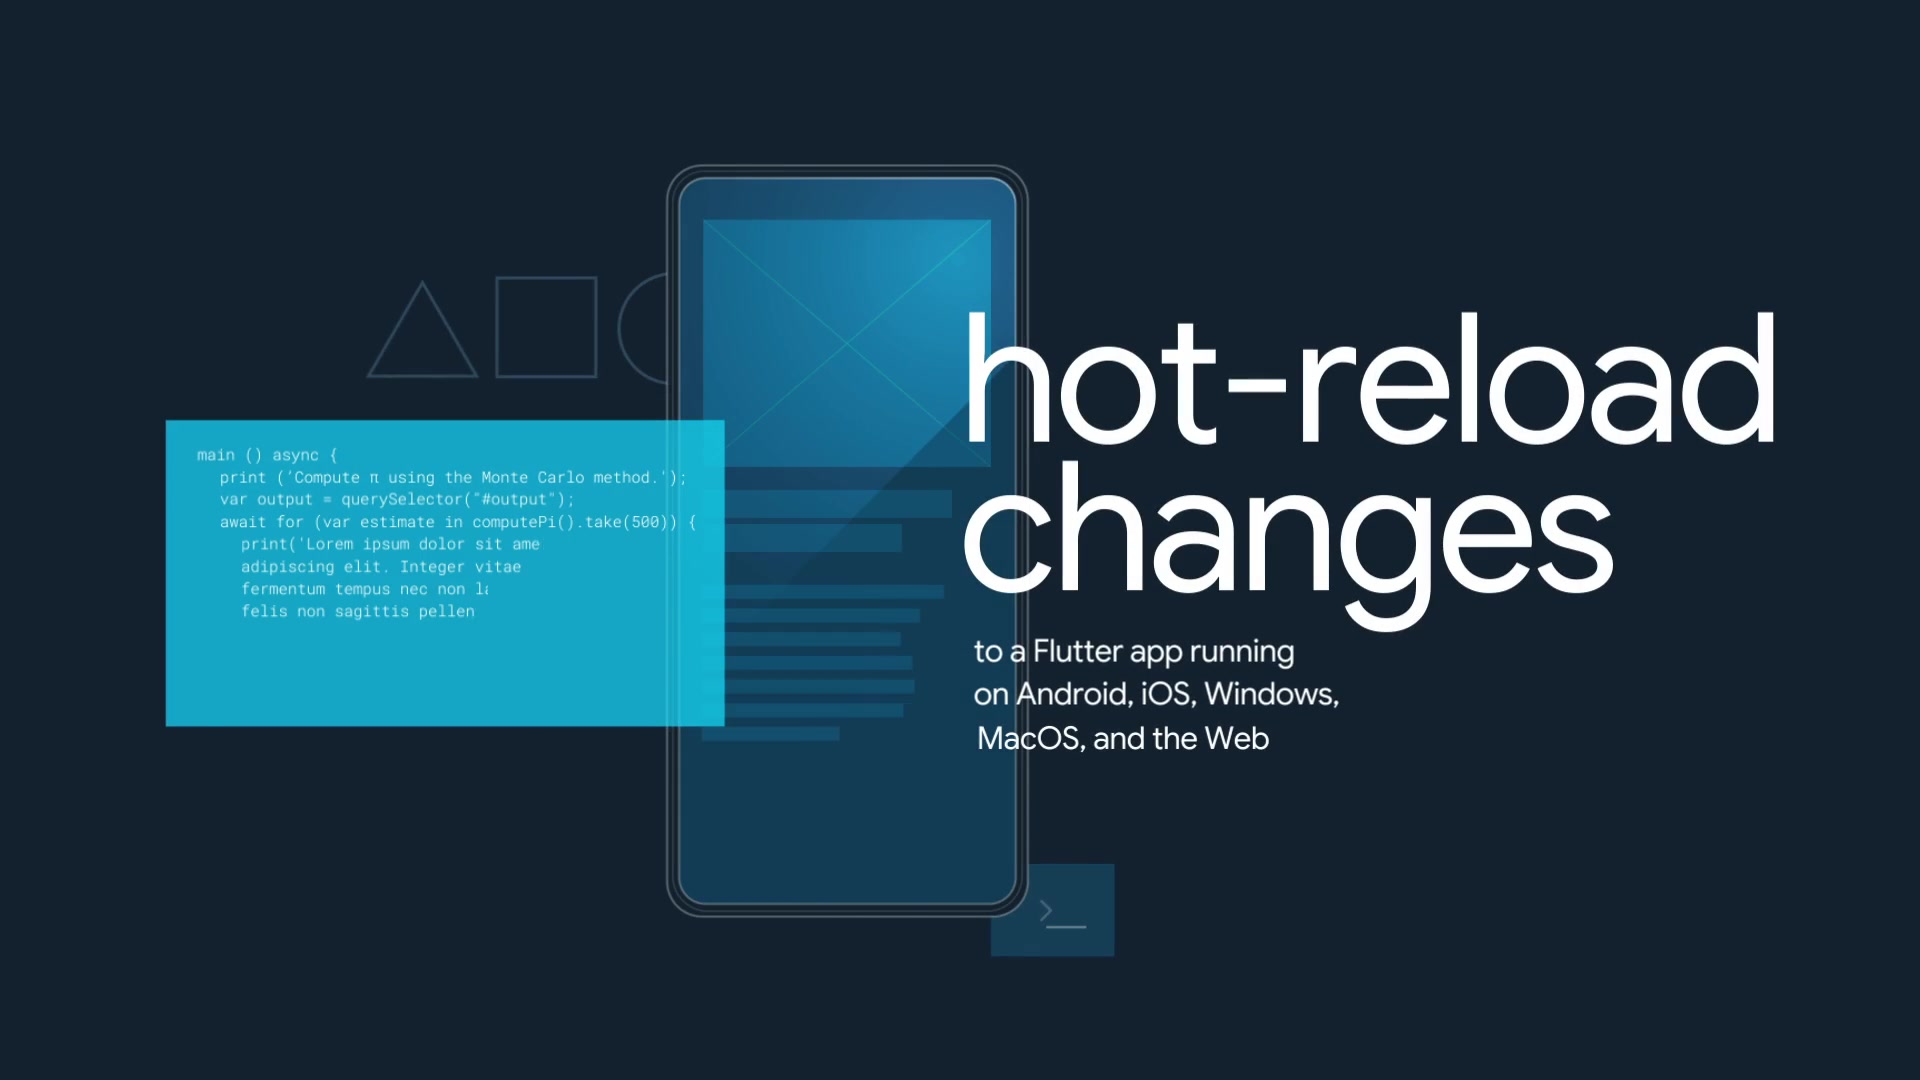 hot-reload
changes
to a Flutter app running
on Android, iOS, Windows,
MacOS, and the Web
main () async {
print (‘Compute π using the Monte Carlo method.’);
var output = querySelector("#output");
await for (var estimate in computePi().take(500)) {
print('Lorem ipsum dolor sit ame
adipiscing elit. Integer vitae
fermentum tempus nec non
felis non sagittis pellen
>_